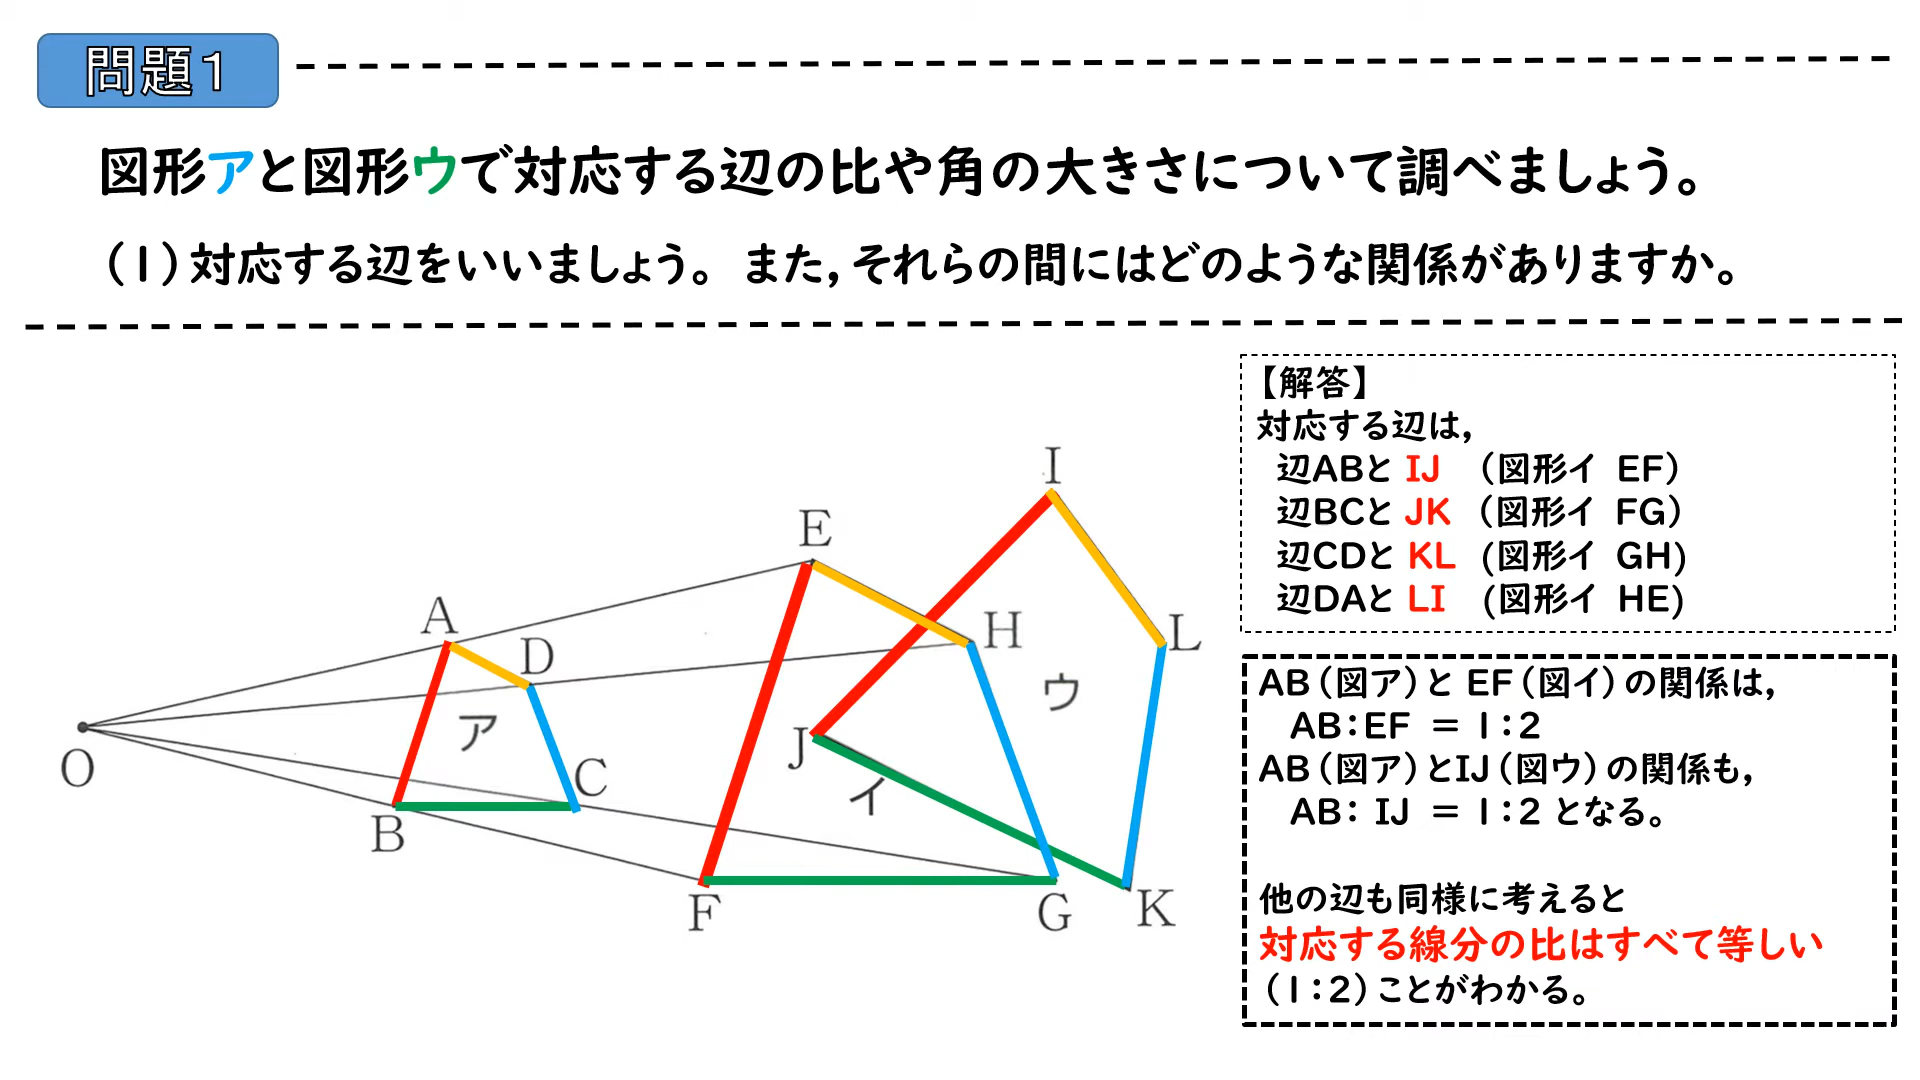 問題１
図形アと図形ウで対応する辺の比や角の大きさについて調べましょう。
（１）対応する辺をいいましょう。 また，それらの間にはどのような関係がありますか。
【解答】
対応する辺は，
辺ABと IJ （図形イ EF）
辺BCと JK （図形イ FG）
辺CDと KL (図形イ GH)
辺DAと LI (図形イ HE)
AB（図ア）と EF（図イ）の関係は，
AB：EF ＝１：２
AB（図ア）とIJ（図ウ）の関係も，
AB： IJ ＝１：２ となる。
他の辺も同様に考えると
対応する線分の比はすべて等しい
（１：２）ことがわかる。
I
E
A
D
H
L
ウ
ア
O
J
C
イ
B
F
G
K